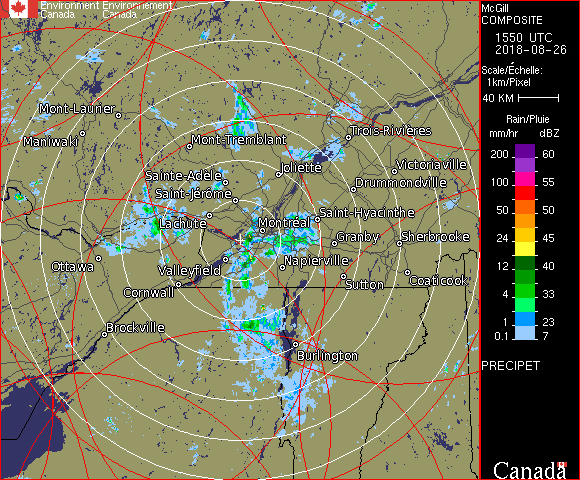 Environment Environnement
Canada Canada
McGill
COMPOSITE
1550 UTC
2018-08-26
Scale/Échelle:
1km/Pixel
40 KM
Rain/Pluie
mm/hr dBZ
200 60
100 55
50 50
24 45
12 40
4 33
1 23
0.1 7
PRECIPET
Canada
Mont-Laurier
Maniwaki
Mont-Tremblant
Trois-Rivières
Joliette
Victoriaville
Sainte-Adèle
Drummondville
Saint-Jérôme
Lachute
Saint-Hyacinthe
Montréal
Granby
Sherbrooke
Ottawa
Valleyfield
Napierville
Cornwall
Sutton
Coaticook
Brockville
Burlington